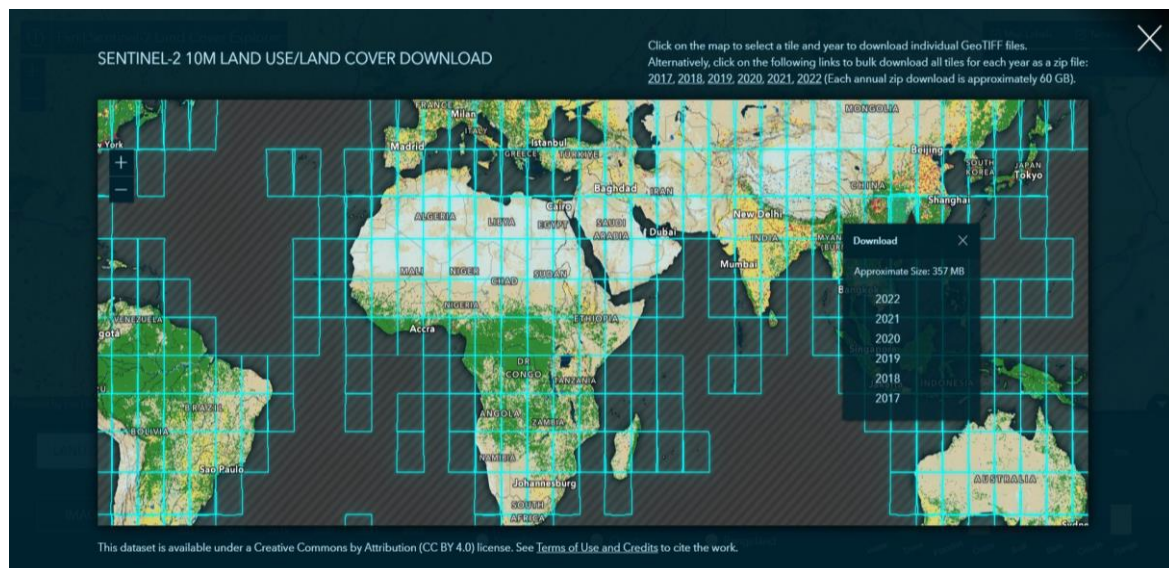 SENTINEL-2 10M LAND USE/LAND COVER DOWNLOAD
Click on the map to select a tile and year to download individual GeoTIFF files.
Alternatively, click on the following links to bulk download all tiles for each year as a zip file:
2017, 2018, 2019, 2020, 2021, 2022 (Each annual zip download is approximately 60 GB).
FRANCE
Milan
MONGOLIA
York
ITALY
Madrid
Istanbul
GREECE
TÜRKIYE
Beijing
SOUTH
KOREA
JAPAN
Tokyo
+
−
Baghdad
IRAN
CHINA
Shanghai
Cairo
ALGERIA
LIBYA
EGYPT
SAUDI
ARABIA
Dubai
New Delhi
INDIA
Mumbai
MALI
NIGER
CHAD
SUDAN
NIGERIA
ETHIOPIA
VENEZUELA
gotá
Accra
DR
CONGO
TANZANIA
BRAZIL
BOLIVIA
ANGOLA
ZAMBIA
NAMIBIA
Sao Paulo
Johannesburg
SOUTH
AFRICA
AUSTRALIA
INDONESIA
Download
Approximate Size: 357 MB
2022
2021
2020
2019
2018
2017
This dataset is available under a Creative Commons by Attribution (CC BY 4.0) license. See Terms of Use and Credits to cite the work.